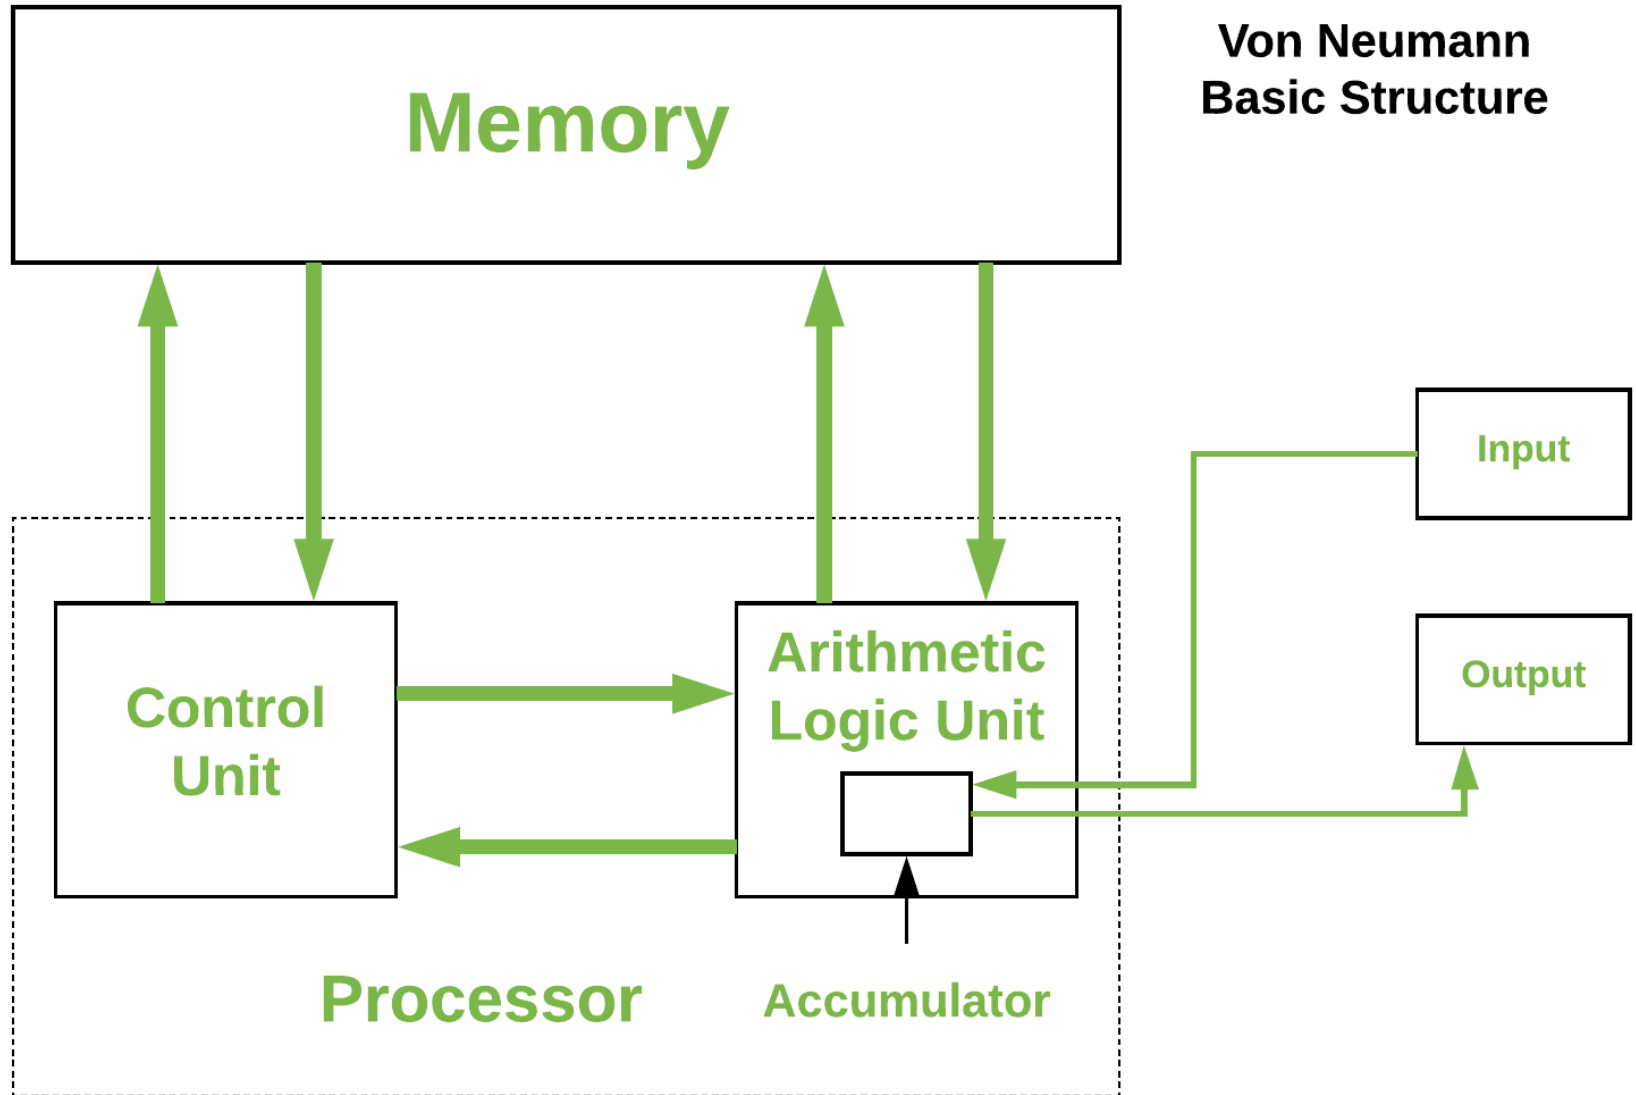 Von Neumann
Basic Structure
Memory
Input
Output
Control
Unit
Arithmetic
Logic Unit
Processor
Accumulator